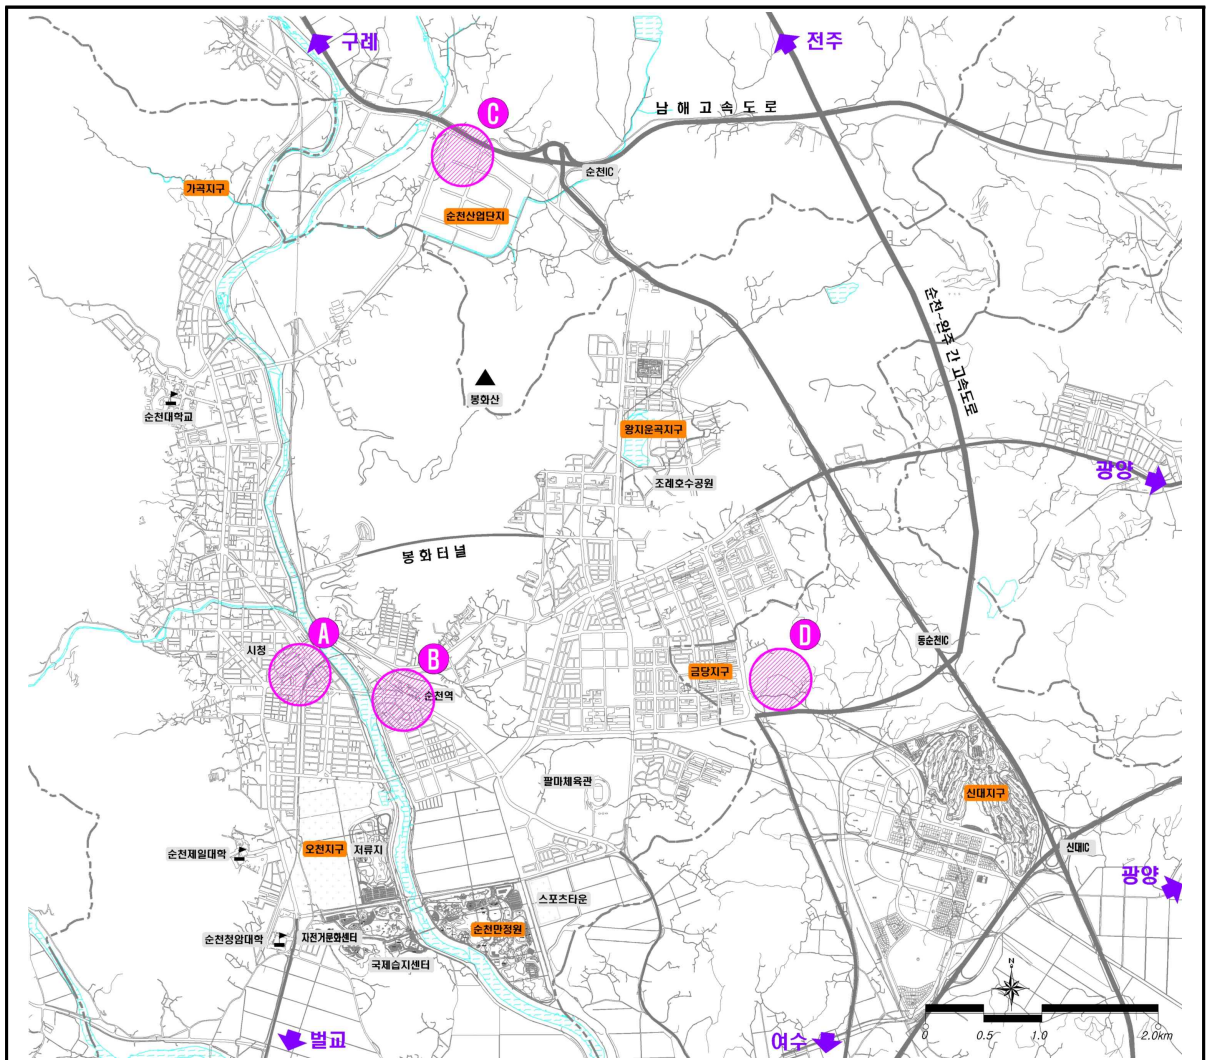 구례
전주
C
남 해 고 속 도 로
순천IC
가곡지구
순천산업단지
순천~완주 간 고속도로
봉화산
순천대학교
왕지운곡지구
광양
조례호수공원
봉 화 터 널
A
D
시청
B
동순천IC
금당지구
순천역
팔마체육관
신대지구
오천지구
저류지
신대IC
순천제일대학
광양
스포츠타운
순천만정원
순천청암대학
자전거문화센터
국제습지센터
N
0
0.5
1.0
2.0km
벌교
여수